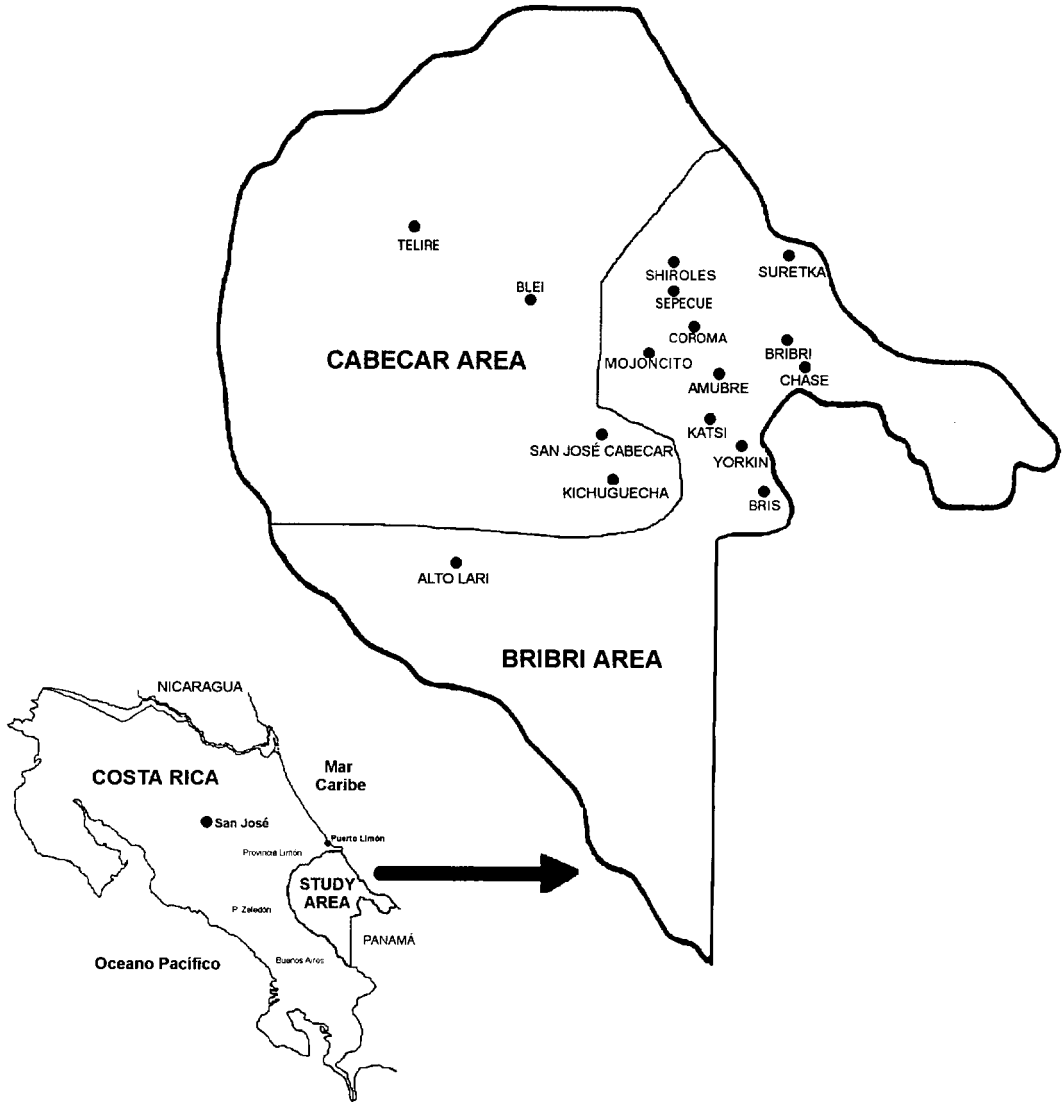 TELIRE
BLEI
CABECAR AREA
SHIROLES
SEPECUE
SURETKA
COROMA
MOJONCITO
BRIBRI
CHASE
AMUBRE
KATSI
SAN JOSÉ CABECAR
YORKIN
KICHUGUECHA
BRIS
ALTO LARI
BRIBRI AREA
NICARAGUA
COSTA RICA
Mar
Caribe
San José
Puerto Limón
Provincia Limón
STUDY
AREA
P. Zeledón
PANAMÁ
Oceano Pacífico
Buenos Aires